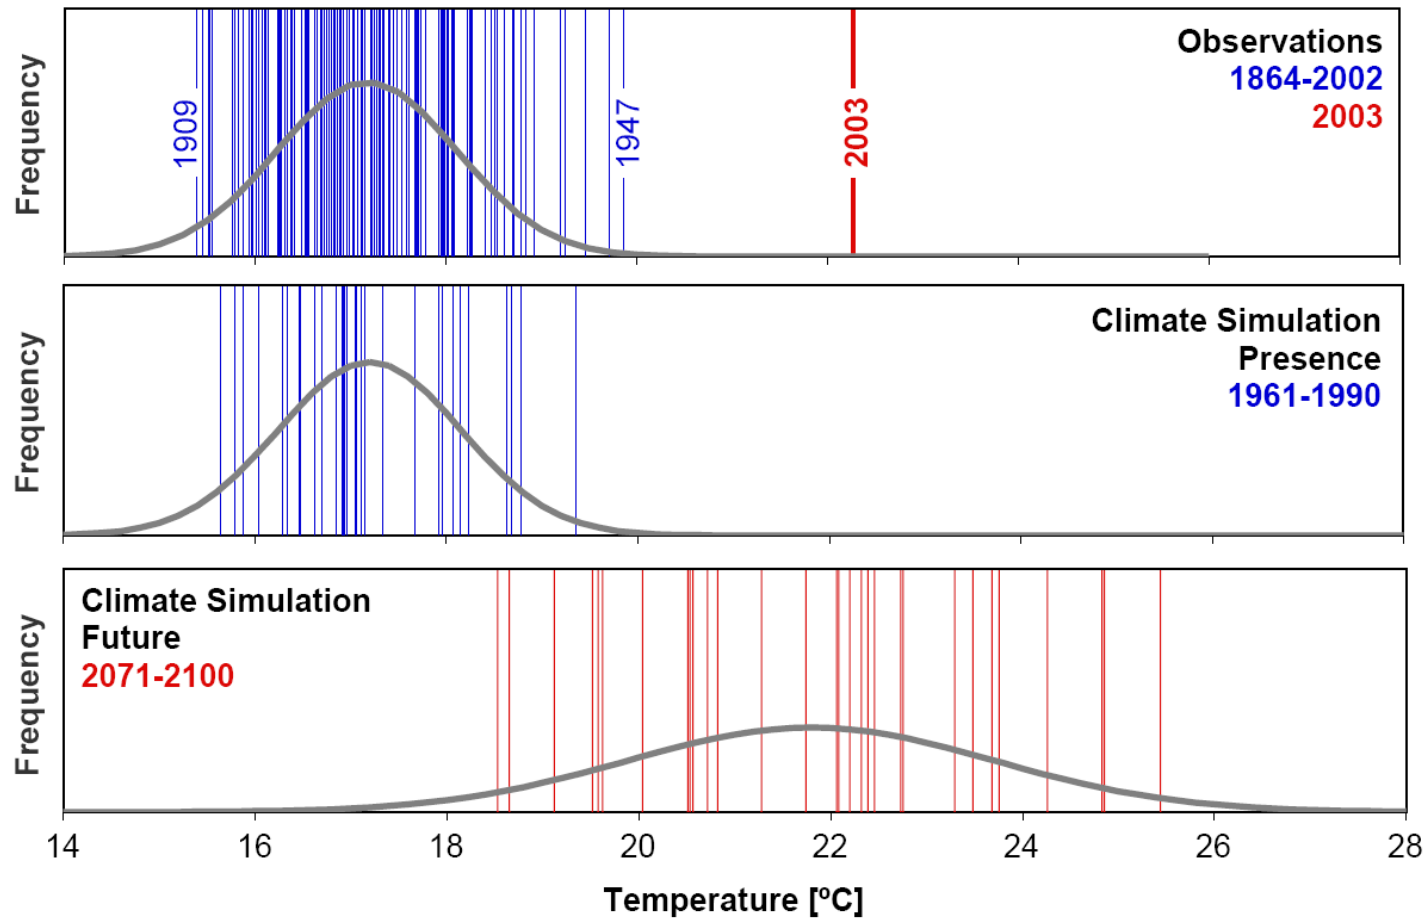 Frequency
1909
1947
2003
Observations
1864-2002
2003
Frequency
Climate Simulation
Presence
1961-1990
Frequency
Climate Simulation
Future
2071-2100
14 16 18 20 22 24 26 28
Temperature [ºC]